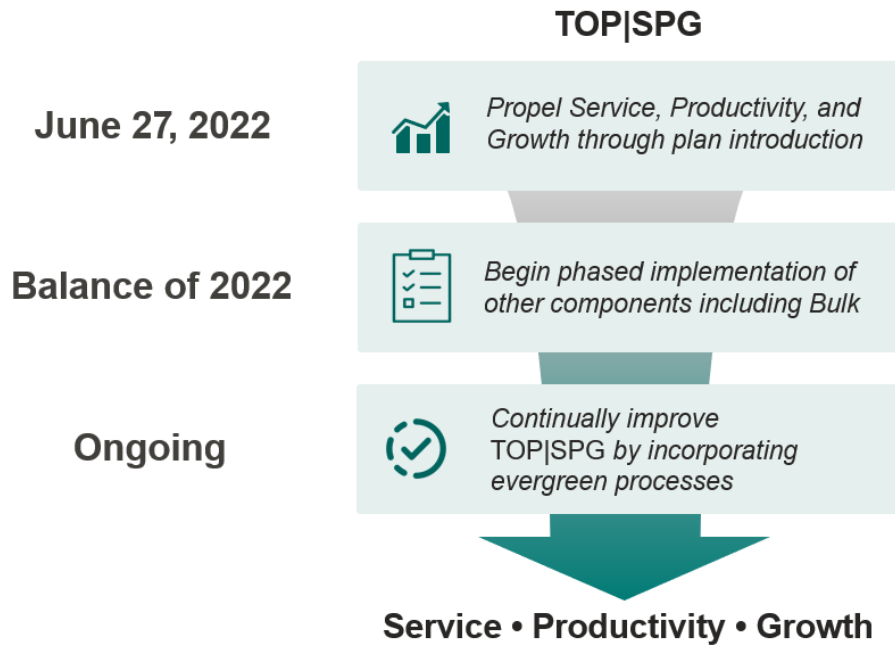 TOP|SPG
June 27, 2022
Propel Service, Productivity, and
Growth through plan introduction
Balance of 2022
Begin phased implementation of
other components including Bulk
Ongoing
Continually improve
TOP|SPG by incorporating
evergreen processes
Service • Productivity • Growth